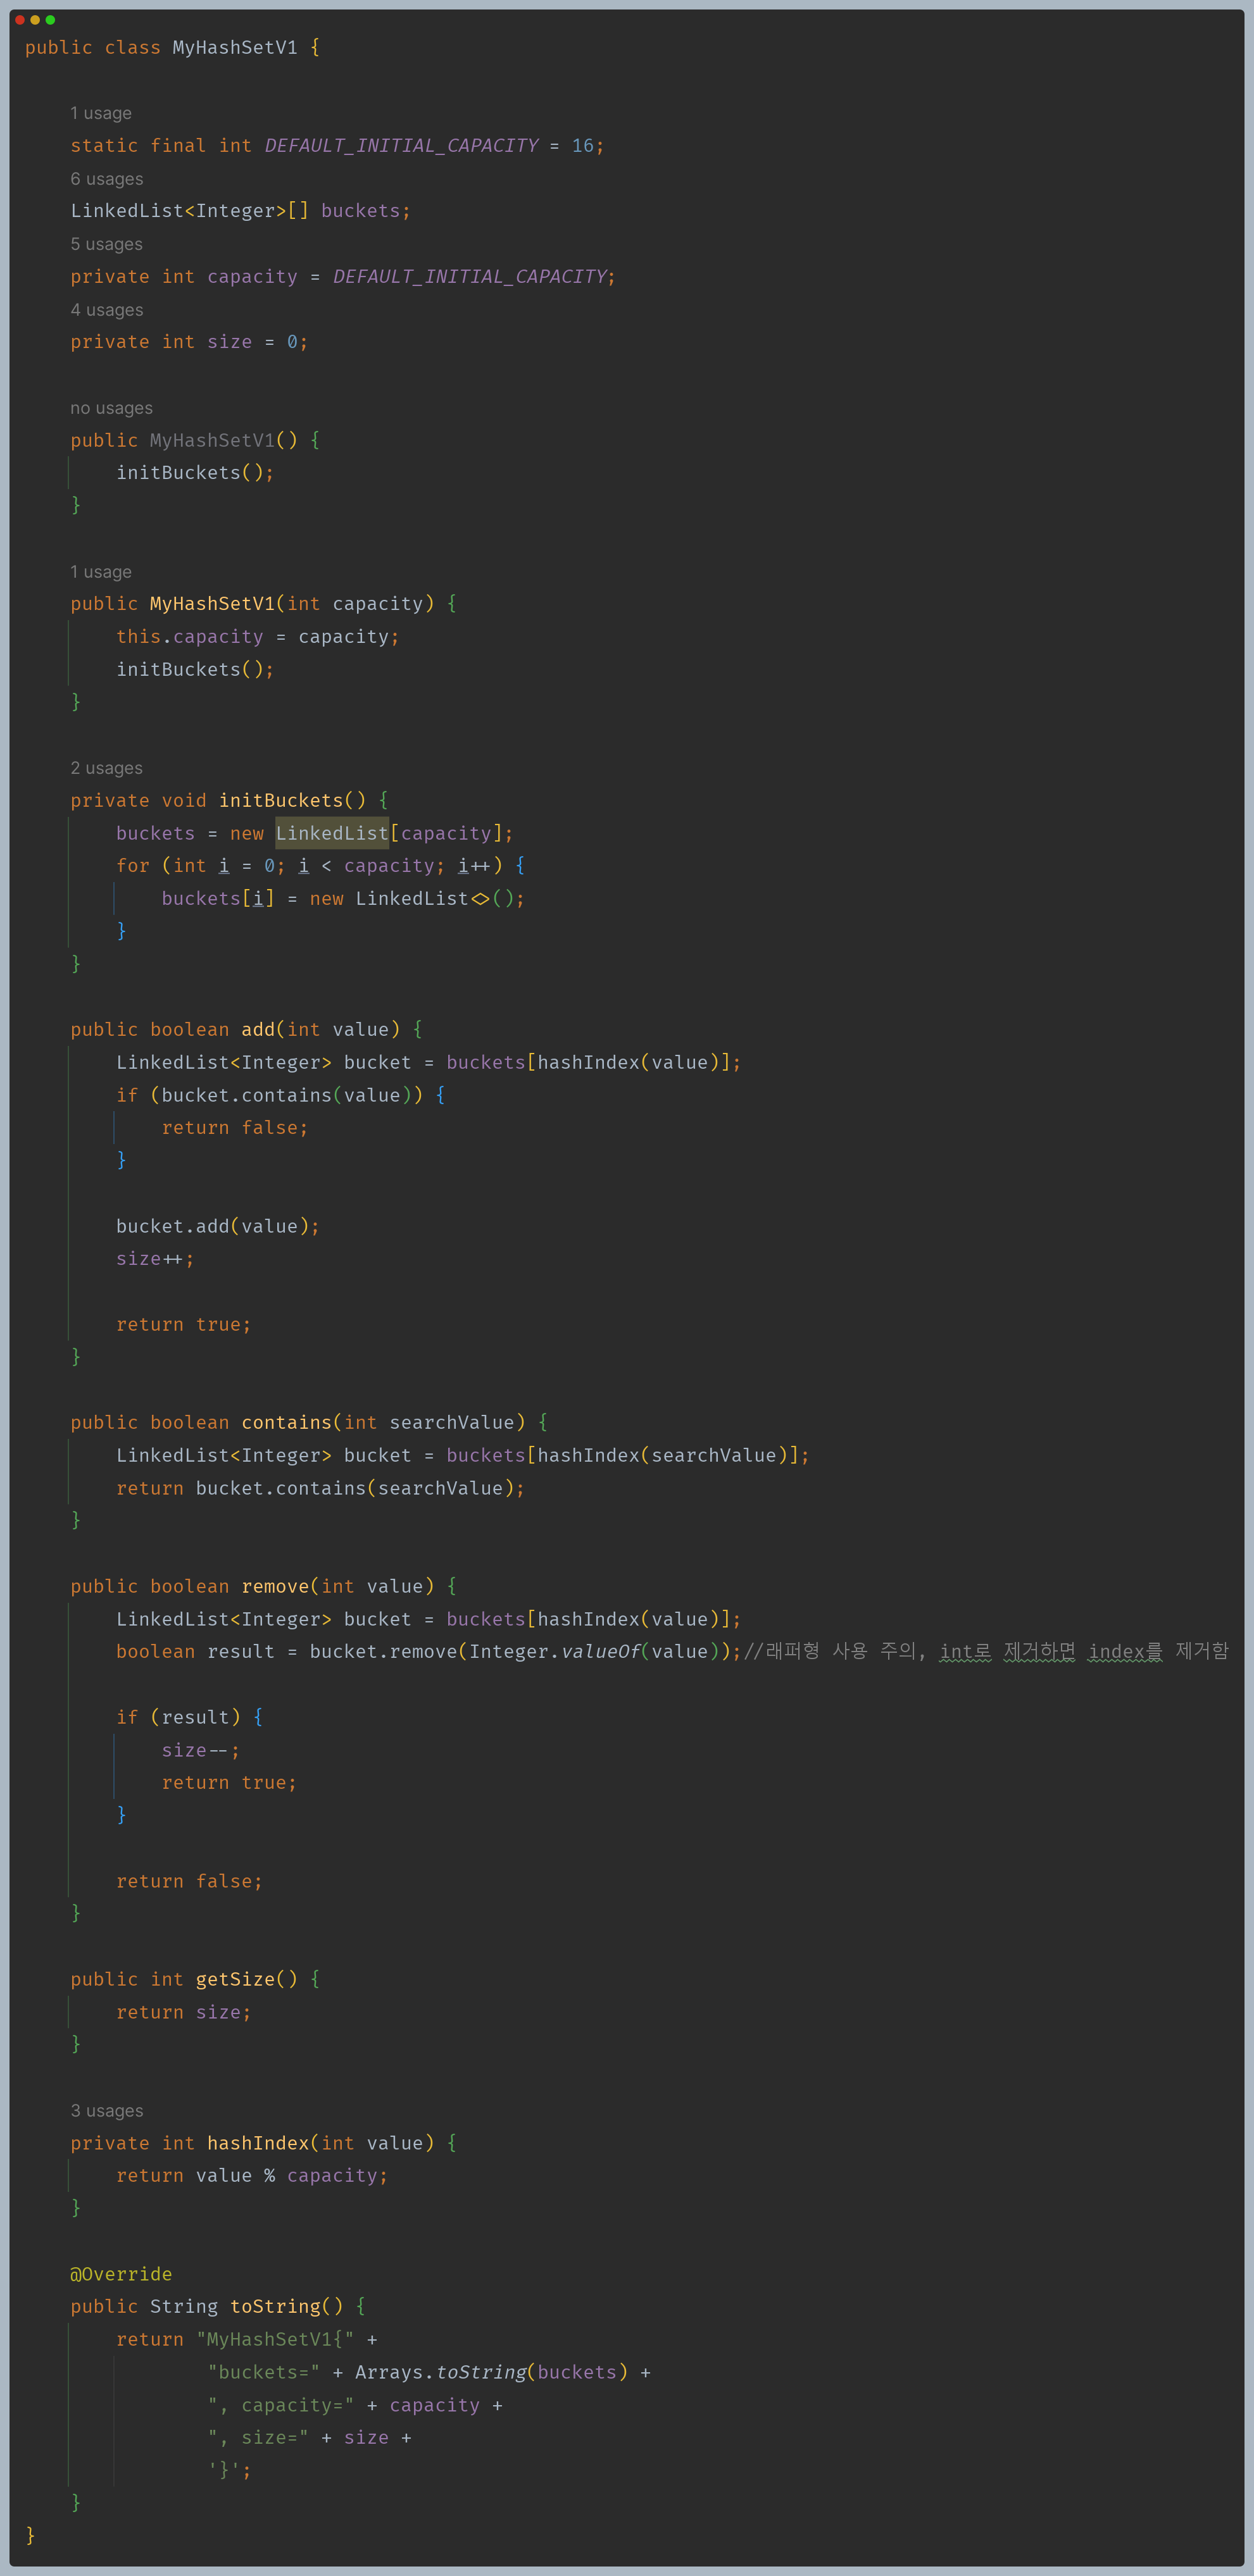 public class MyHashSetV1 {
1 usage
static final int DEFAULT_INITIAL_CAPACITY = 16;
6 usages
LinkedList<Integer>[] buckets;
5 usages
private int capacity = DEFAULT_INITIAL_CAPACITY;
4 usages
private int size = 0;
no usages
public MyHashSetV1() {
initBuckets();
}
1 usage
public MyHashSetV1(int capacity) {
this.capacity = capacity;
initBuckets();
}
2 usages
private void initBuckets() {
buckets = new LinkedList[capacity];
for (int i = 0; i < capacity; i++) {
buckets[i] = new LinkedList<>();
}
}
public boolean add(int value) {
LinkedList<Integer> bucket = buckets[hashIndex(value)];
if (bucket.contains(value)) {
return false;
}
bucket.add(value);
size++;
return true;
}
public boolean contains(int searchValue) {
LinkedList<Integer> bucket = buckets[hashIndex(searchValue)];
return bucket.contains(searchValue);
}
public boolean remove(int value) {
LinkedList<Integer> bucket = buckets[hashIndex(value)];
boolean result = bucket.remove(Integer.valueOf(value));//래퍼형 사용 주의, int로 제거하면 index를 제거함
if (result) {
size--;
return true;
}
return false;
}
public int getSize() {
return size;
}
3 usages
private int hashIndex(int value) {
return value % capacity;
}
@Override
public String toString() {
return "MyHashSetV1{" +
"buckets=" + Arrays.toString(buckets) +
", capacity=" + capacity +
", size=" + size +
'}';
}
}